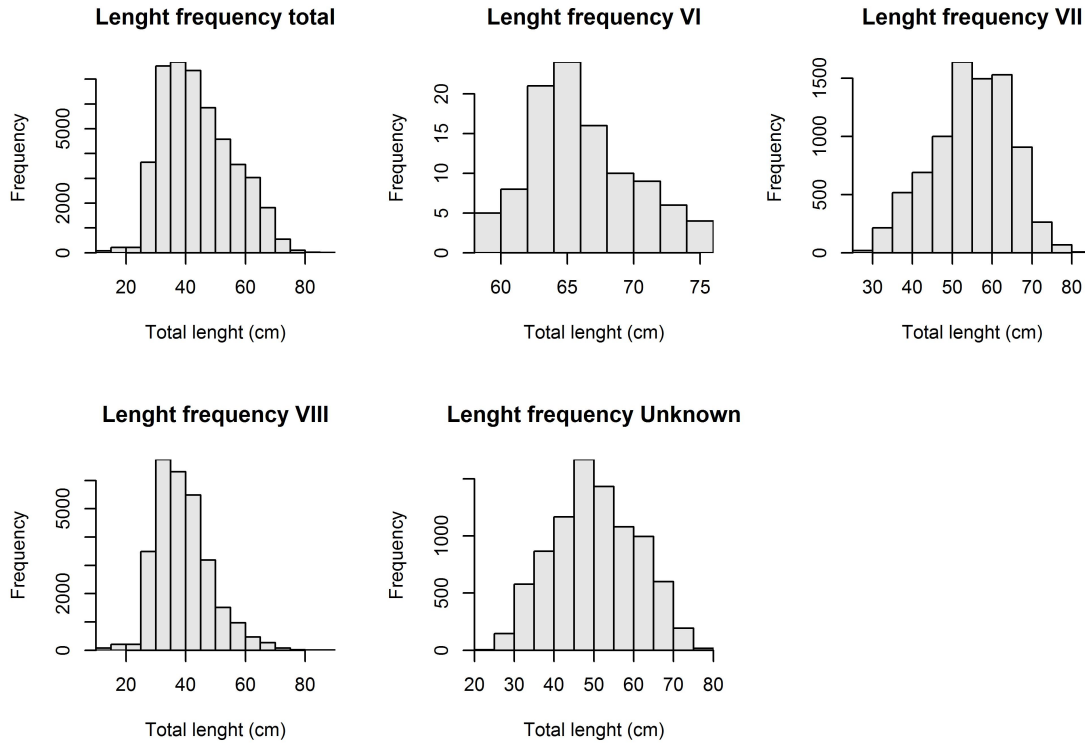 Lenght frequency total
Frequency
0 2000 5000
20 40 60 80
Total lenght (cm)
Lenght frequency VI
Frequency
0 5 10 15 20
60 65 70 75
Total lenght (cm)
Lenght frequency VII
Frequency
0 500 1000 1500
30 40 50 60 70 80
Total lenght (cm)
Lenght frequency VIII
Frequency
0 2000 5000
20 40 60 80
Total lenght (cm)
Lenght frequency Unknown
Frequency
0 500 1000
20 30 40 50 60 70 80
Total lenght (cm)